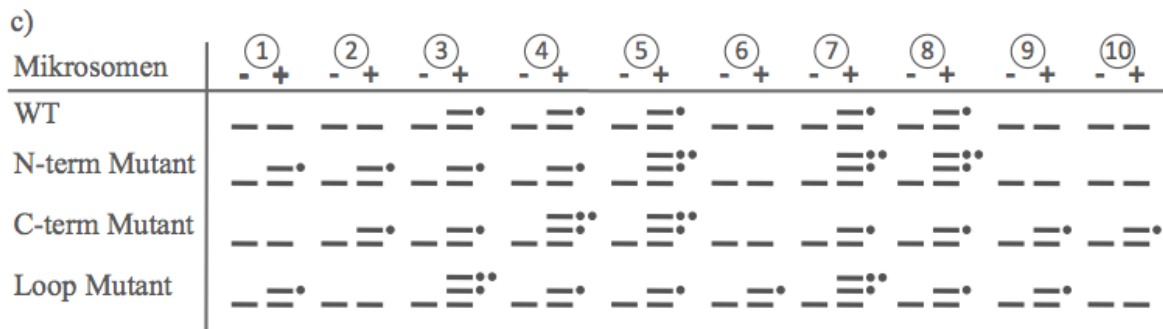 c)
① ② ③ ④ ⑤ ⑥ ⑦ ⑧ ⑨ ⑩
Mikrosomen - + - + - + - + - + - + - + - + - + - +
WT
N-term Mutant
C-term Mutant
Loop Mutant